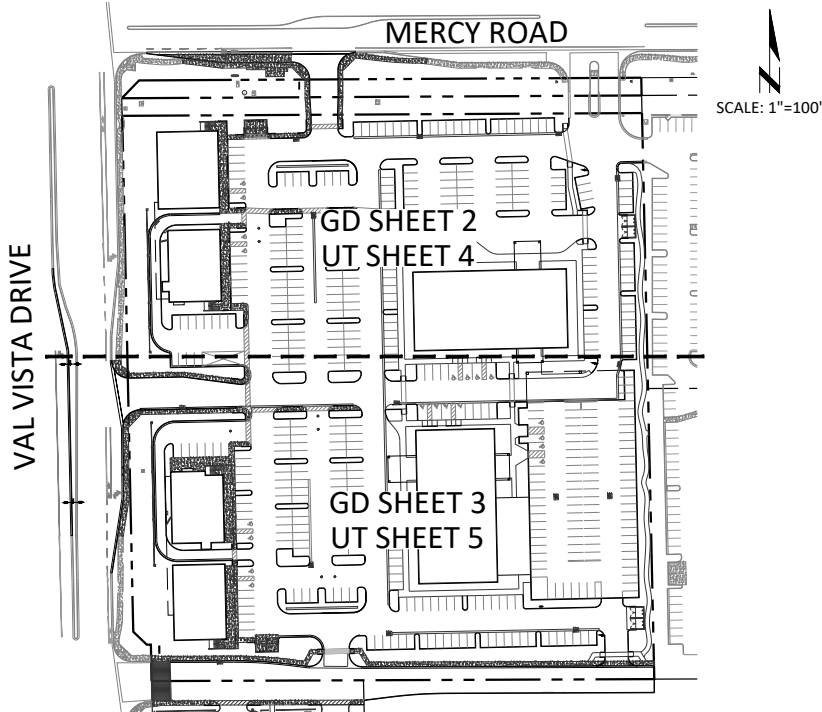 MERCY ROAD
N
SCALE: 1"=100'
GD SHEET 2
UT SHEET 4
VAL VISTA DRIVE
GD SHEET 3
UT SHEET 5